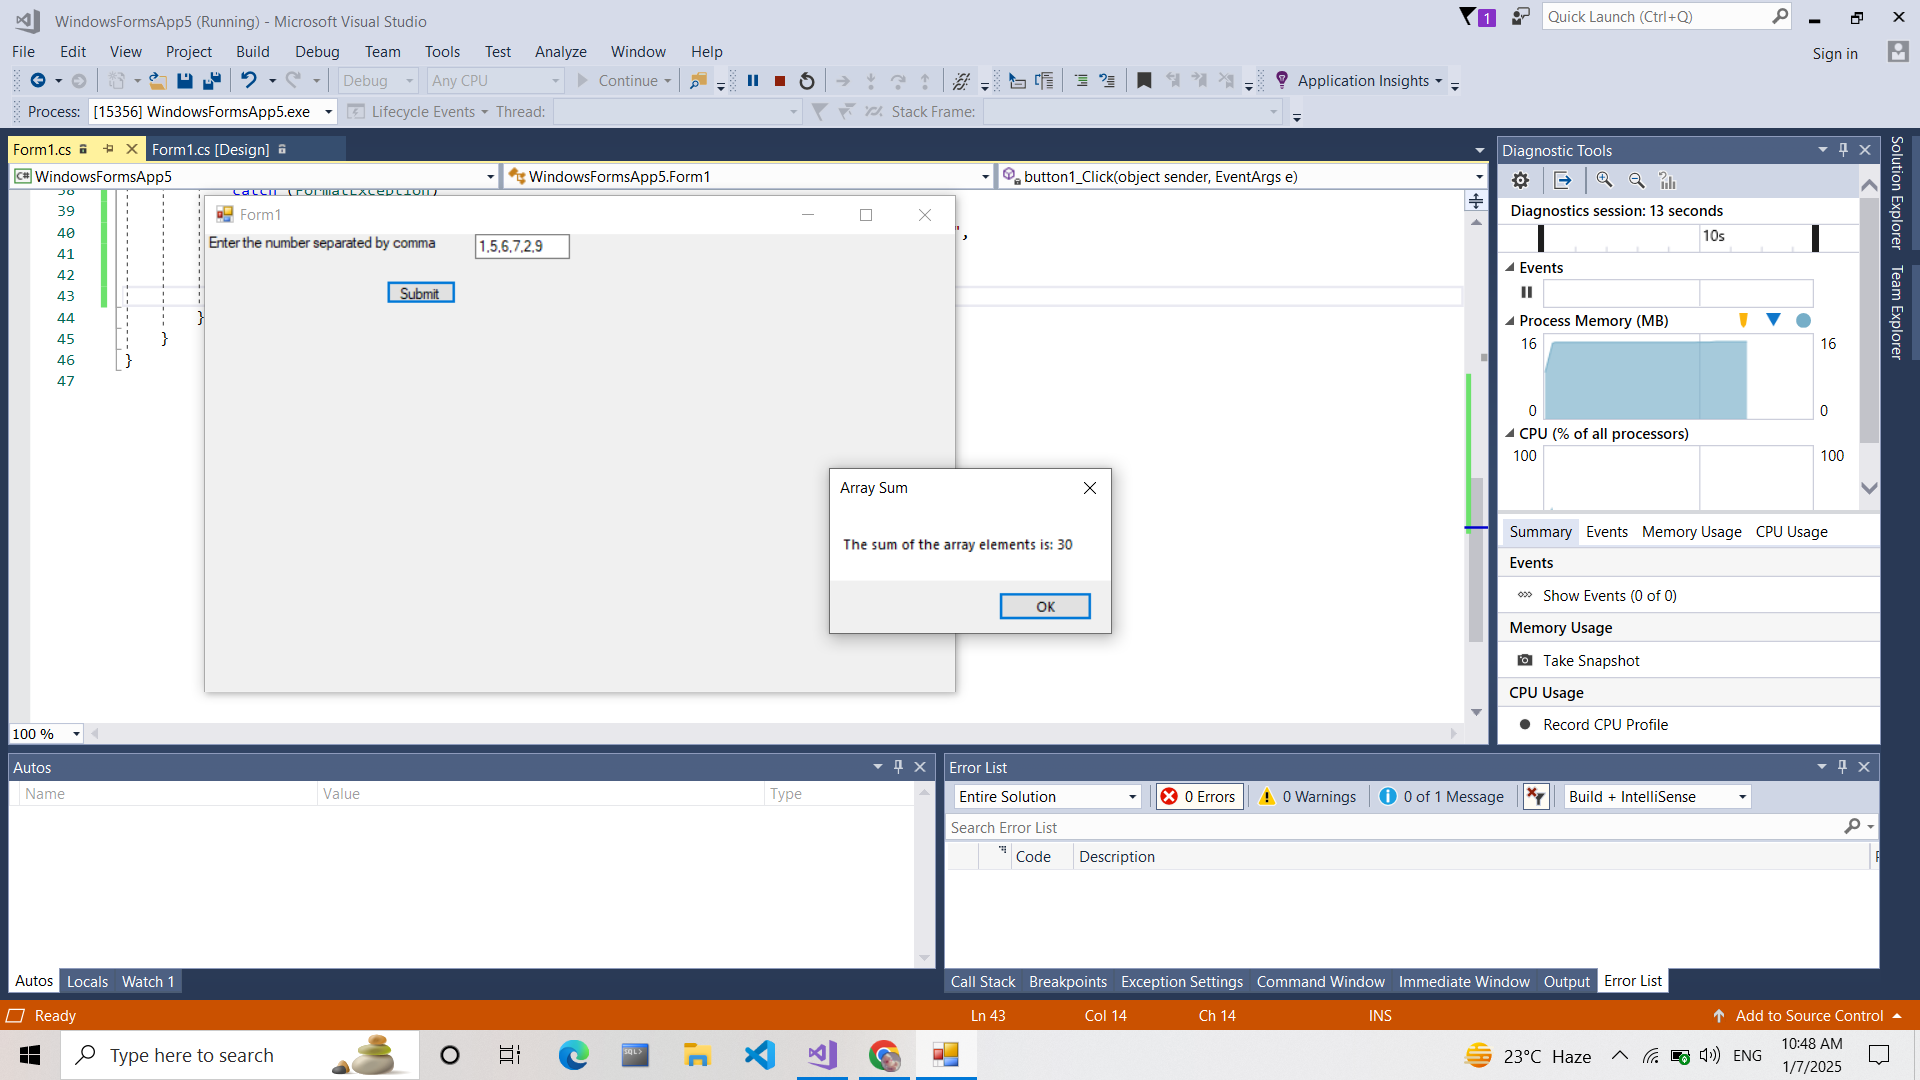 WindowsFormsApp5 (Running) - Microsoft Visual Studio
1
Quick Launch (Ctrl+Q)
File Edit View Project Build Debug Team Tools Test Analyze Window Help
Sign in
Debug Any CPU Continue Application Insights
Process: [15356] WindowsFormsApp5.exe Lifecycle Events Thread: Stack Frame:
Form1.cs Form1.cs [Design]
WindowsFormsApp5 WindowsFormsApp5.Form1 button1_Click(object sender, EventArgs e)
38 catch (FormatException)
39
40 ",
41
42
43
44 }
45 }
46 }
47
Form1
Enter the number separated by comma 1,5,6,7,2,9
Submit
Array Sum
The sum of the array elements is: 30
OK
100 %
Diagnostic Tools
Diagnostics session: 13 seconds
10s
Events
Process Memory (MB)
16 16
0 0
CPU (% of all processors)
100 100
Summary Events Memory Usage CPU Usage
Events
Show Events (0 of 0)
Memory Usage
Take Snapshot
CPU Usage
Record CPU Profile
Solution Explorer
Team Explorer
Autos
Name Value Type
Autos Locals Watch 1
Error List
Entire Solution 0 Errors 0 Warnings 0 of 1 Message Build + IntelliSense
Search Error List
Code Description
Call Stack Breakpoints Exception Settings Command Window Immediate Window Output Error List
Ready Ln 43 Col 14 Ch 14 INS Add to Source Control
Type here to search
23°C Haze ENG 10:48 AM
1/7/2025